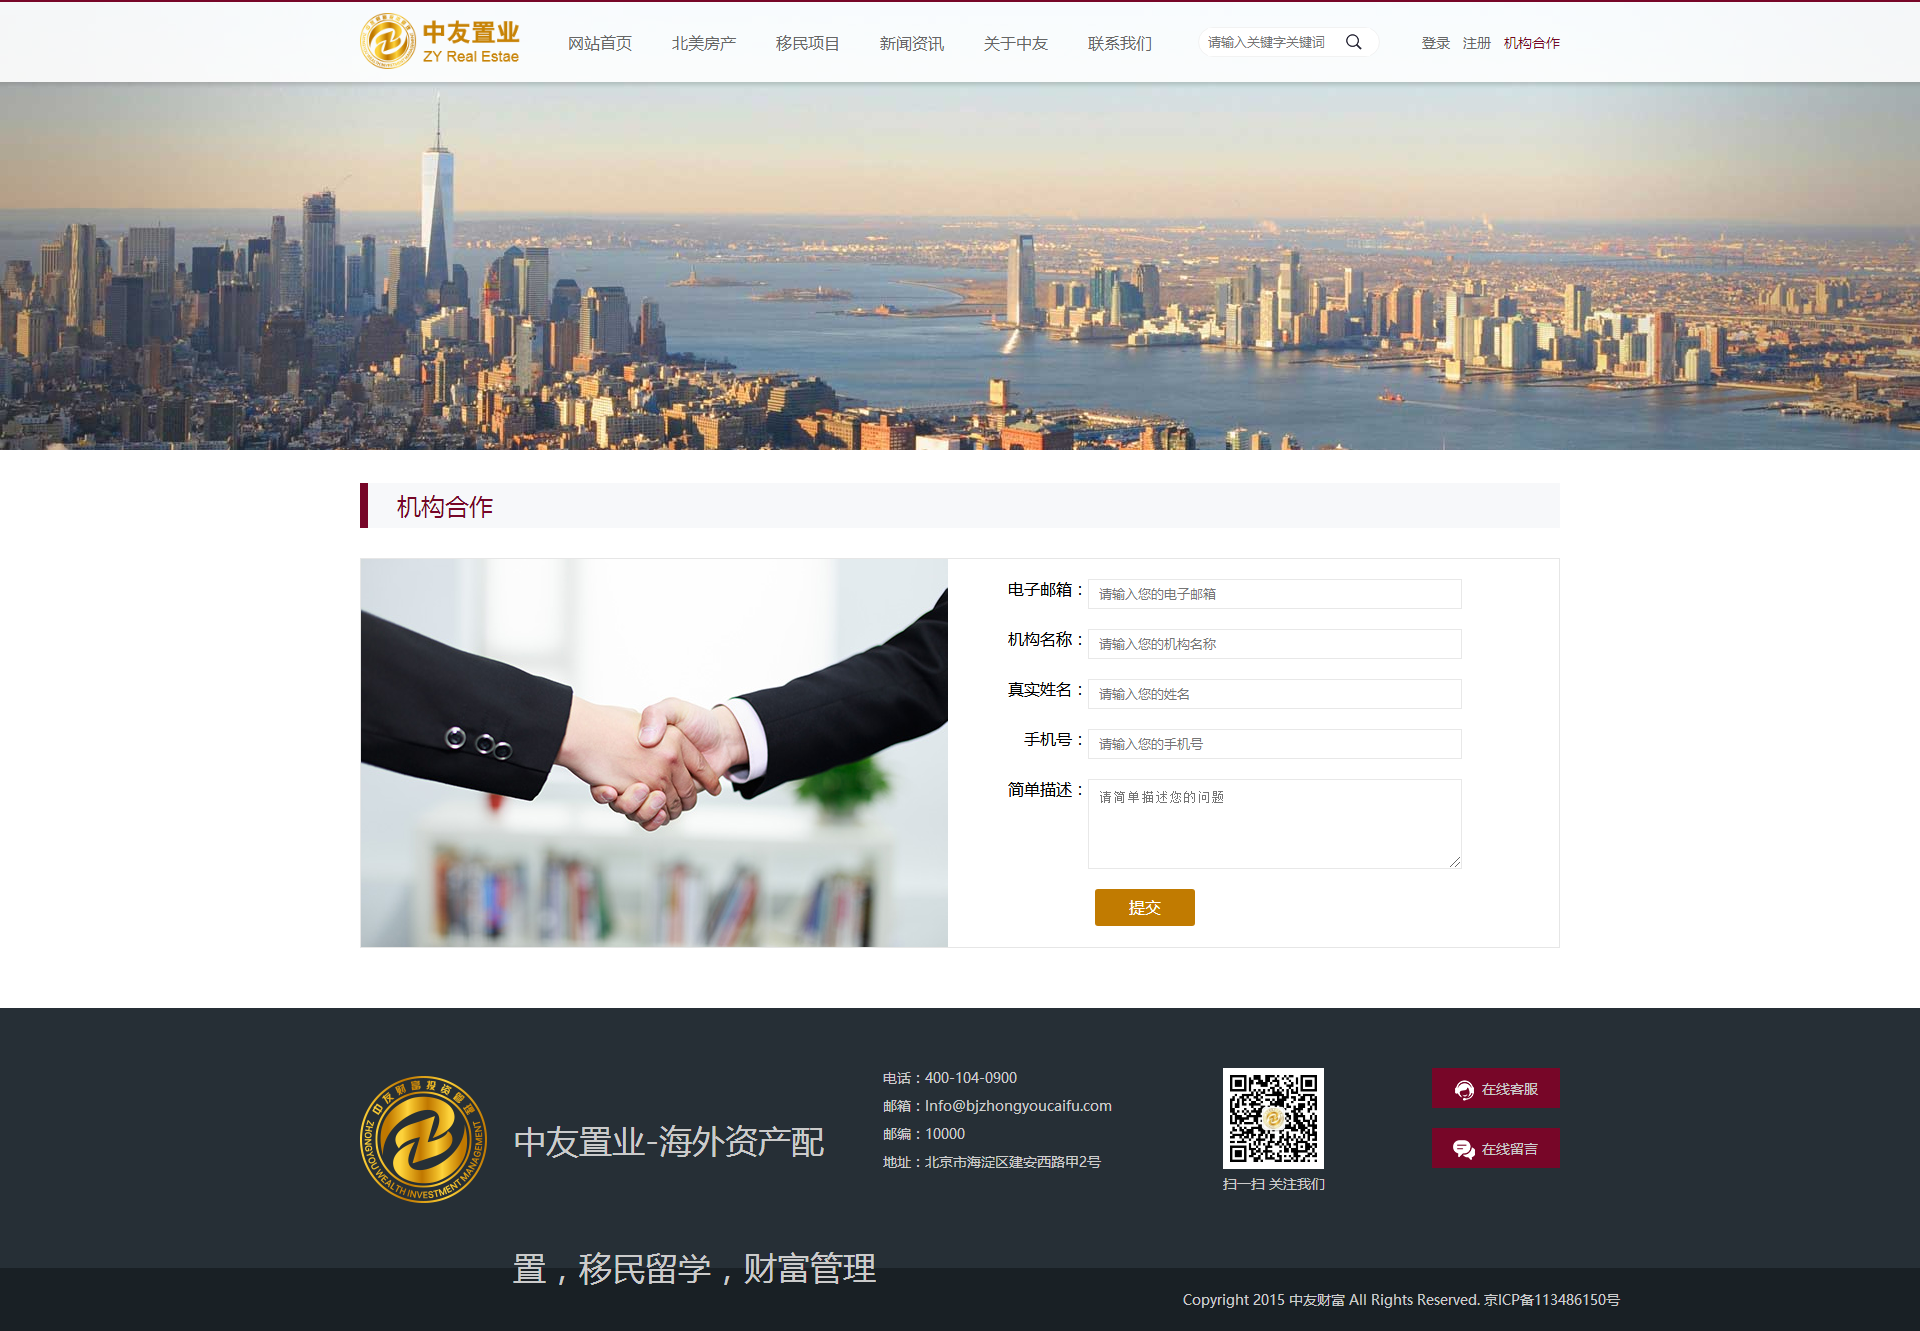 中友置业
ZY Real Estae
网站首页 北美房产 移民项目 新闻资讯 关于中友 联系我们 请输入关键字关键词 登录 注册 机构合作
机构合作
电子邮箱： 请输入您的电子邮箱
机构名称： 请输入您的机构名称
真实姓名： 请输入您的姓名
手机号： 请输入您的手机号
简单描述： 请简单描述您的问题
提交
中友财富投资管理
ZHONGYOU WEALTH INVESTMENT MANAGEMENT
中友置业-海外资产配
置，移民留学，财富管理
电话：400-104-0900
邮箱：Info@bjzhongyoucaifu.com
邮编：10000
地址：北京市海淀区建安西路甲2号
扫一扫 关注我们
在线客服
在线留言
Copyright 2015 中友财富 All Rights Reserved. 京ICP备113486150号